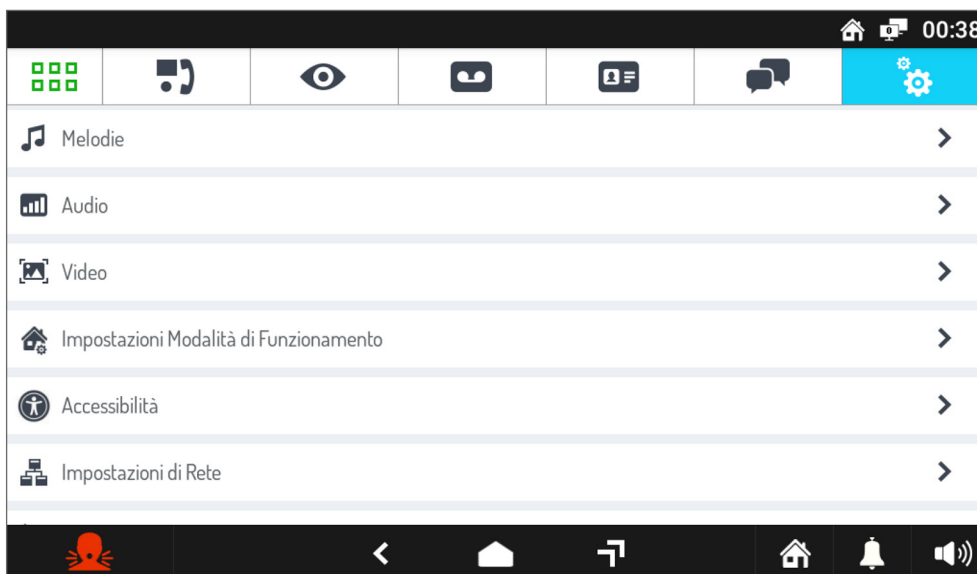 00:38
Melodie
Audio
Video
Impostazioni Modalità di Funzionamento
Accessibilità
Impostazioni di Rete